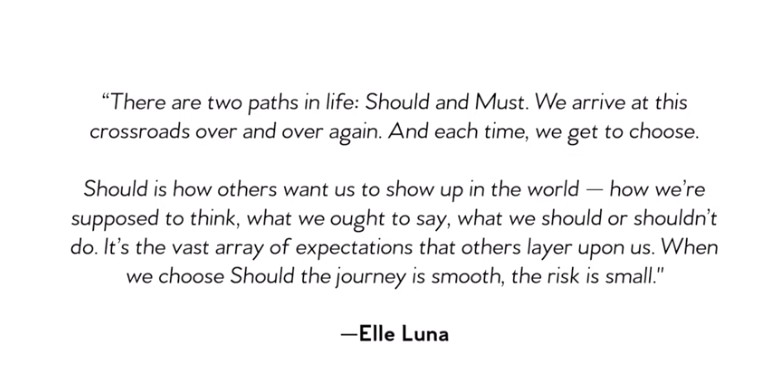 “There are two paths in life: Should and Must. We arrive at this
crossroads over and over again. And each time, we get to choose.
Should is how others want us to show up in the world — how we’re
supposed to think, what we ought to say, what we should or shouldn’t
do. It’s the vast array of expectations that others layer upon us. When
we choose Should the journey is smooth, the risk is small."
—Elle Luna